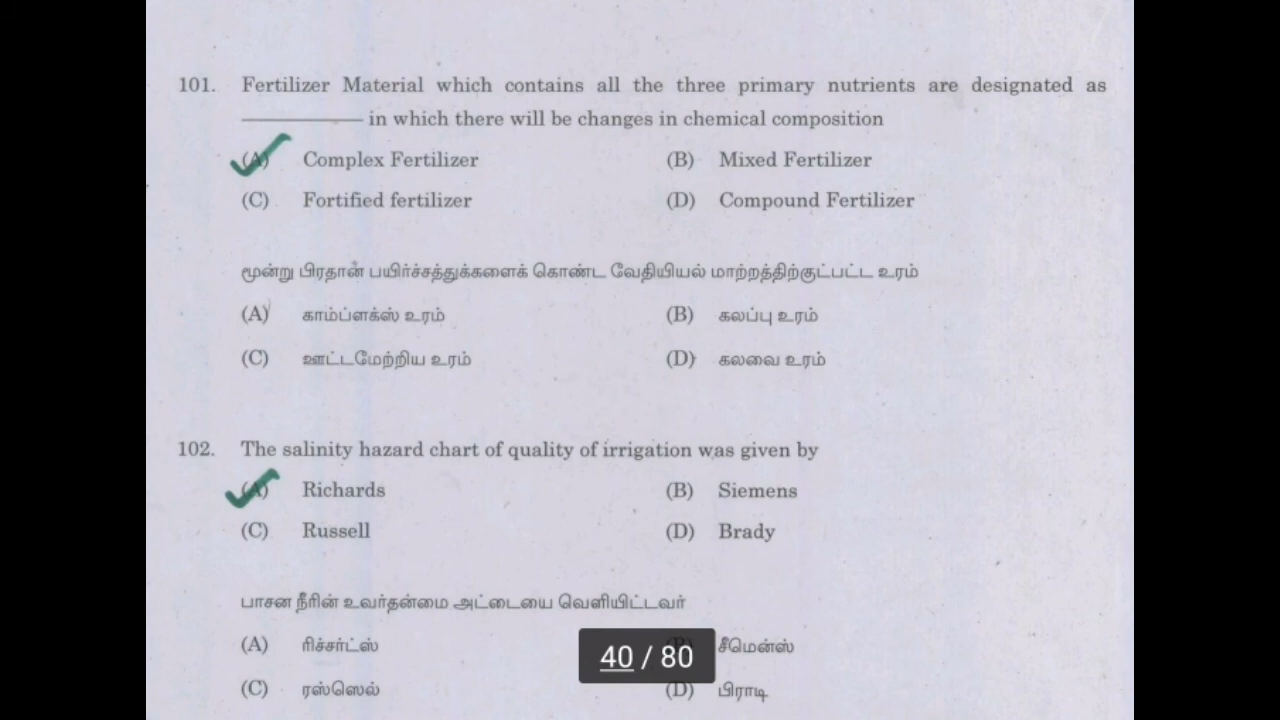 101. Fertilizer Material which contains all the three primary nutrients are designated as
———— in which there will be changes in chemical composition
(A) Complex Fertilizer (B) Mixed Fertilizer
(C) Fortified fertilizer (D) Compound Fertilizer
மூன்று பிரதான் பயிர்ச்சத்துக்களைக் கொண்ட வேதியியல் மாற்றத்திற்குட்பட்ட உரம்
(A) காம்ப்ளக்ஸ் உரம் (B) கலப்பு உரம்
(C) ஊட்டமேற்றிய உரம் (D) கலவை உரம்
102. The salinity hazard chart of quality of irrigation was given by
(A) Richards (B) Siemens
(C) Russell (D) Brady
பாசன நீரின் உவர்தன்மை அட்டையை வெளியிட்டவர்
(A) ரிச்சர்ட்ஸ் (B) சீமென்ஸ்
40 / 80
(C) ரஸ்ஸெல் (D) பிராடி